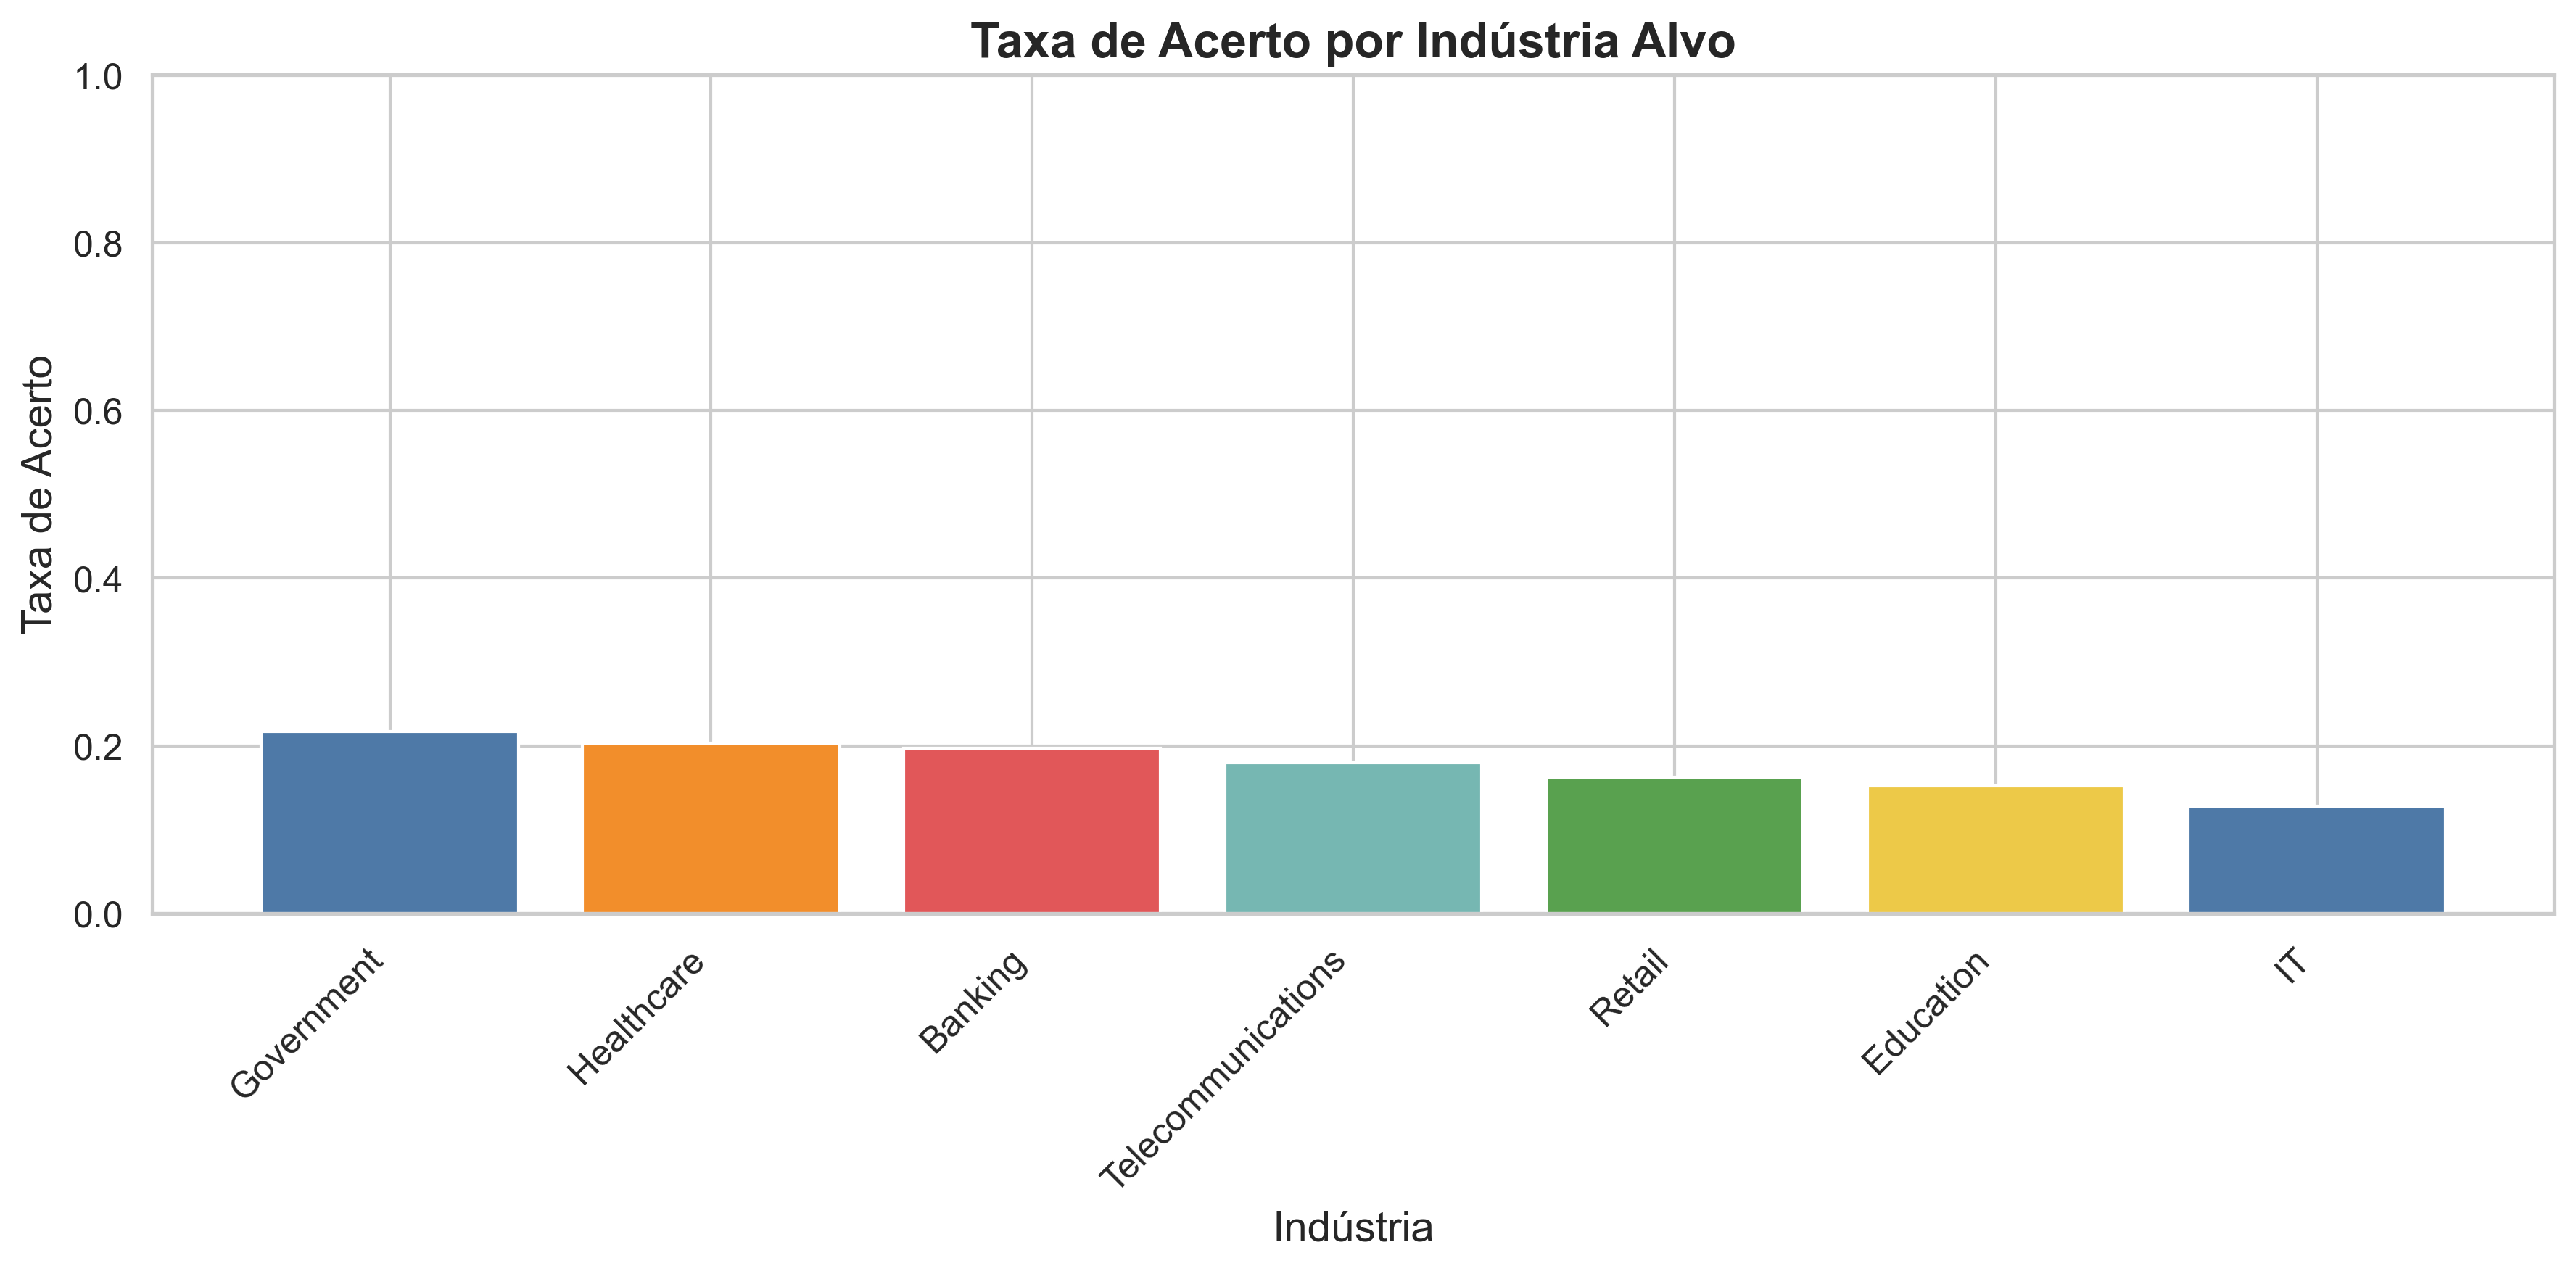 Taxa de Acerto por Indústria Alvo
Taxa de Acerto
1.0
0.8
0.6
0.4
0.2
0.0
Government
Healthcare
Banking
Telecommunications
Retail
Education
IT
Indústria